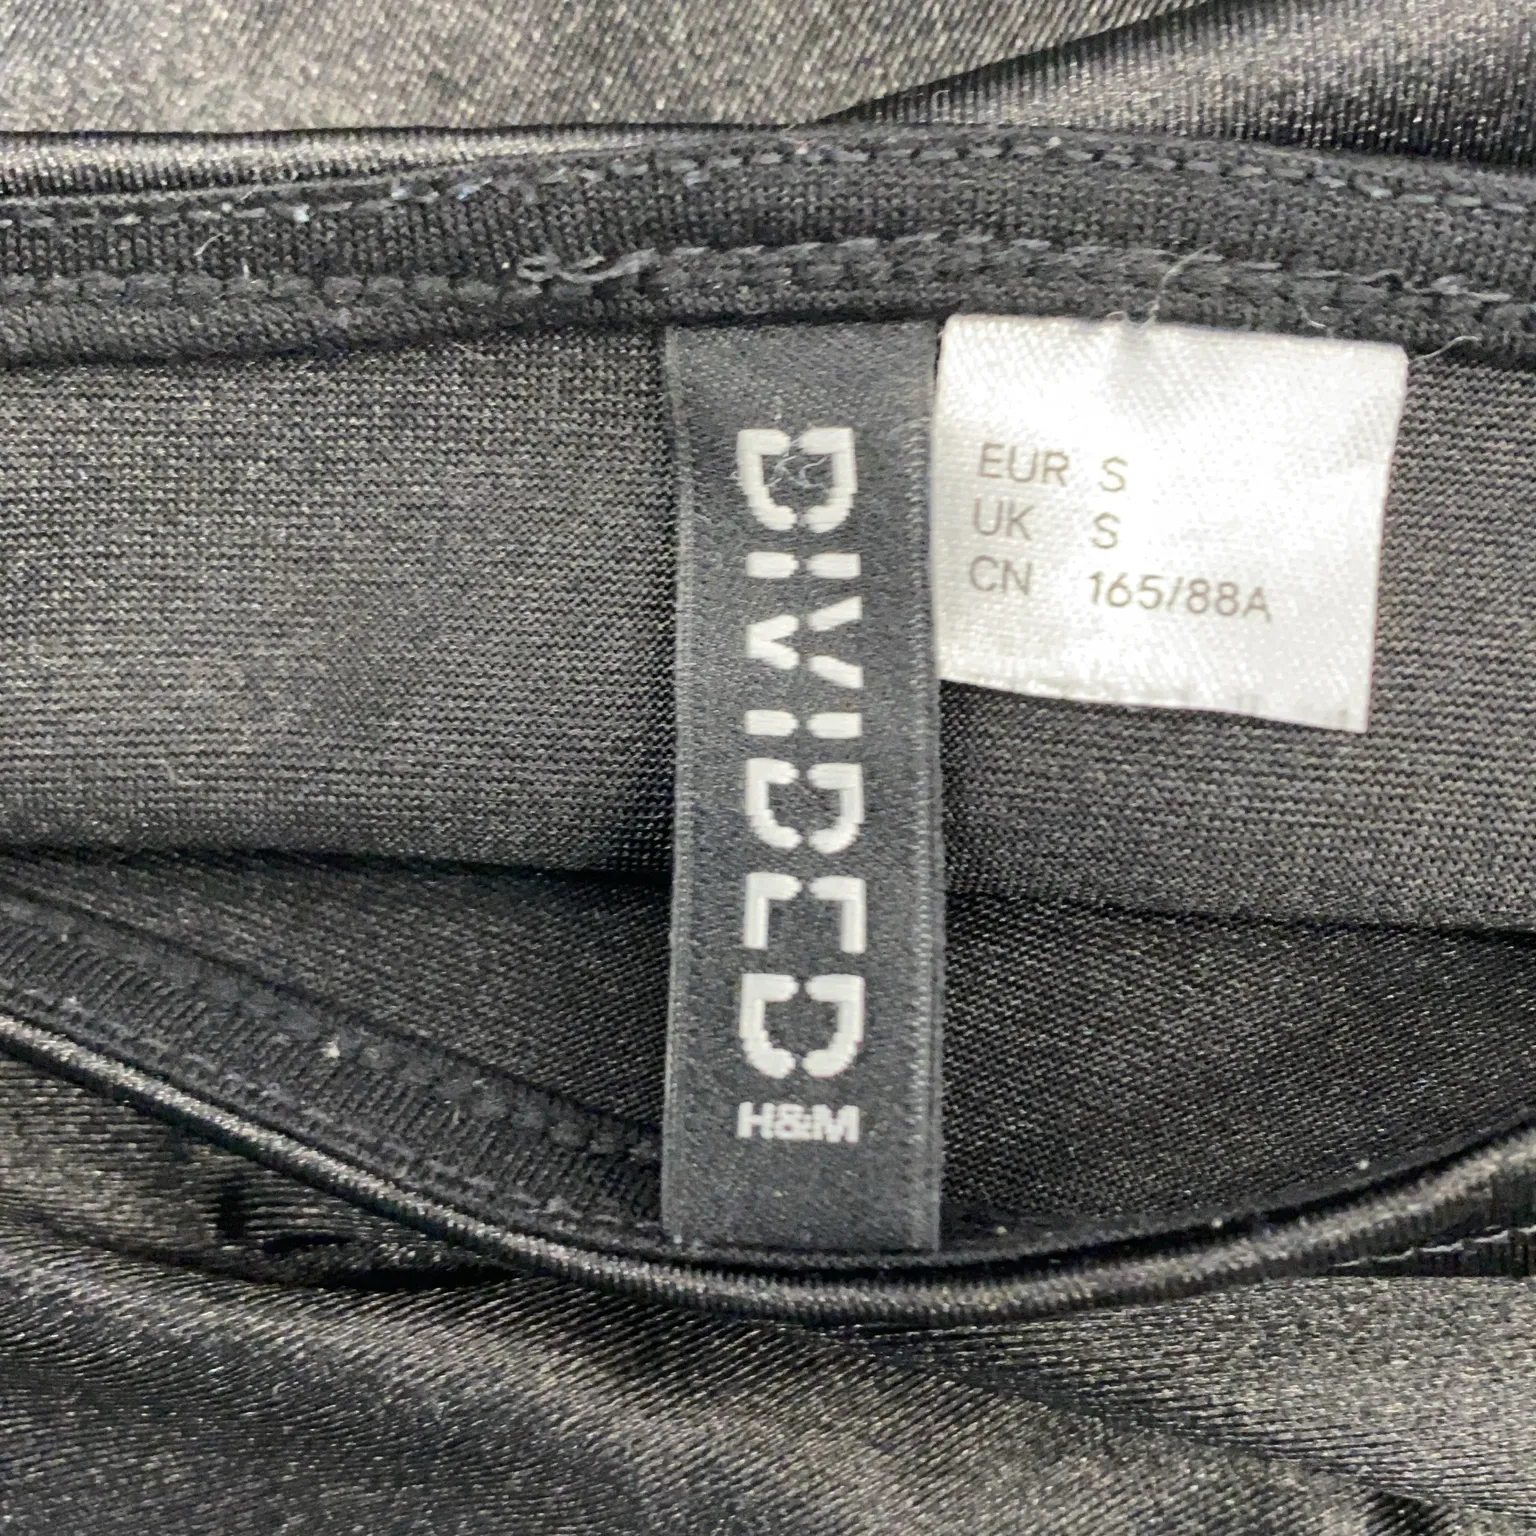 DIVIDED
H&M
EUR S
UK S
CN 165/88A